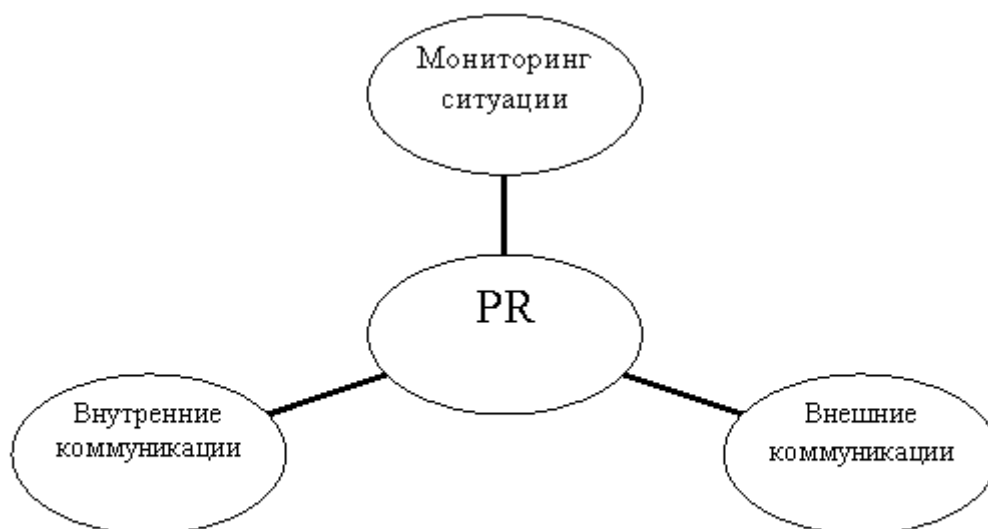 Мониторинг
ситуации
PR
Внутренние
коммуникации
Внешние
коммуникации